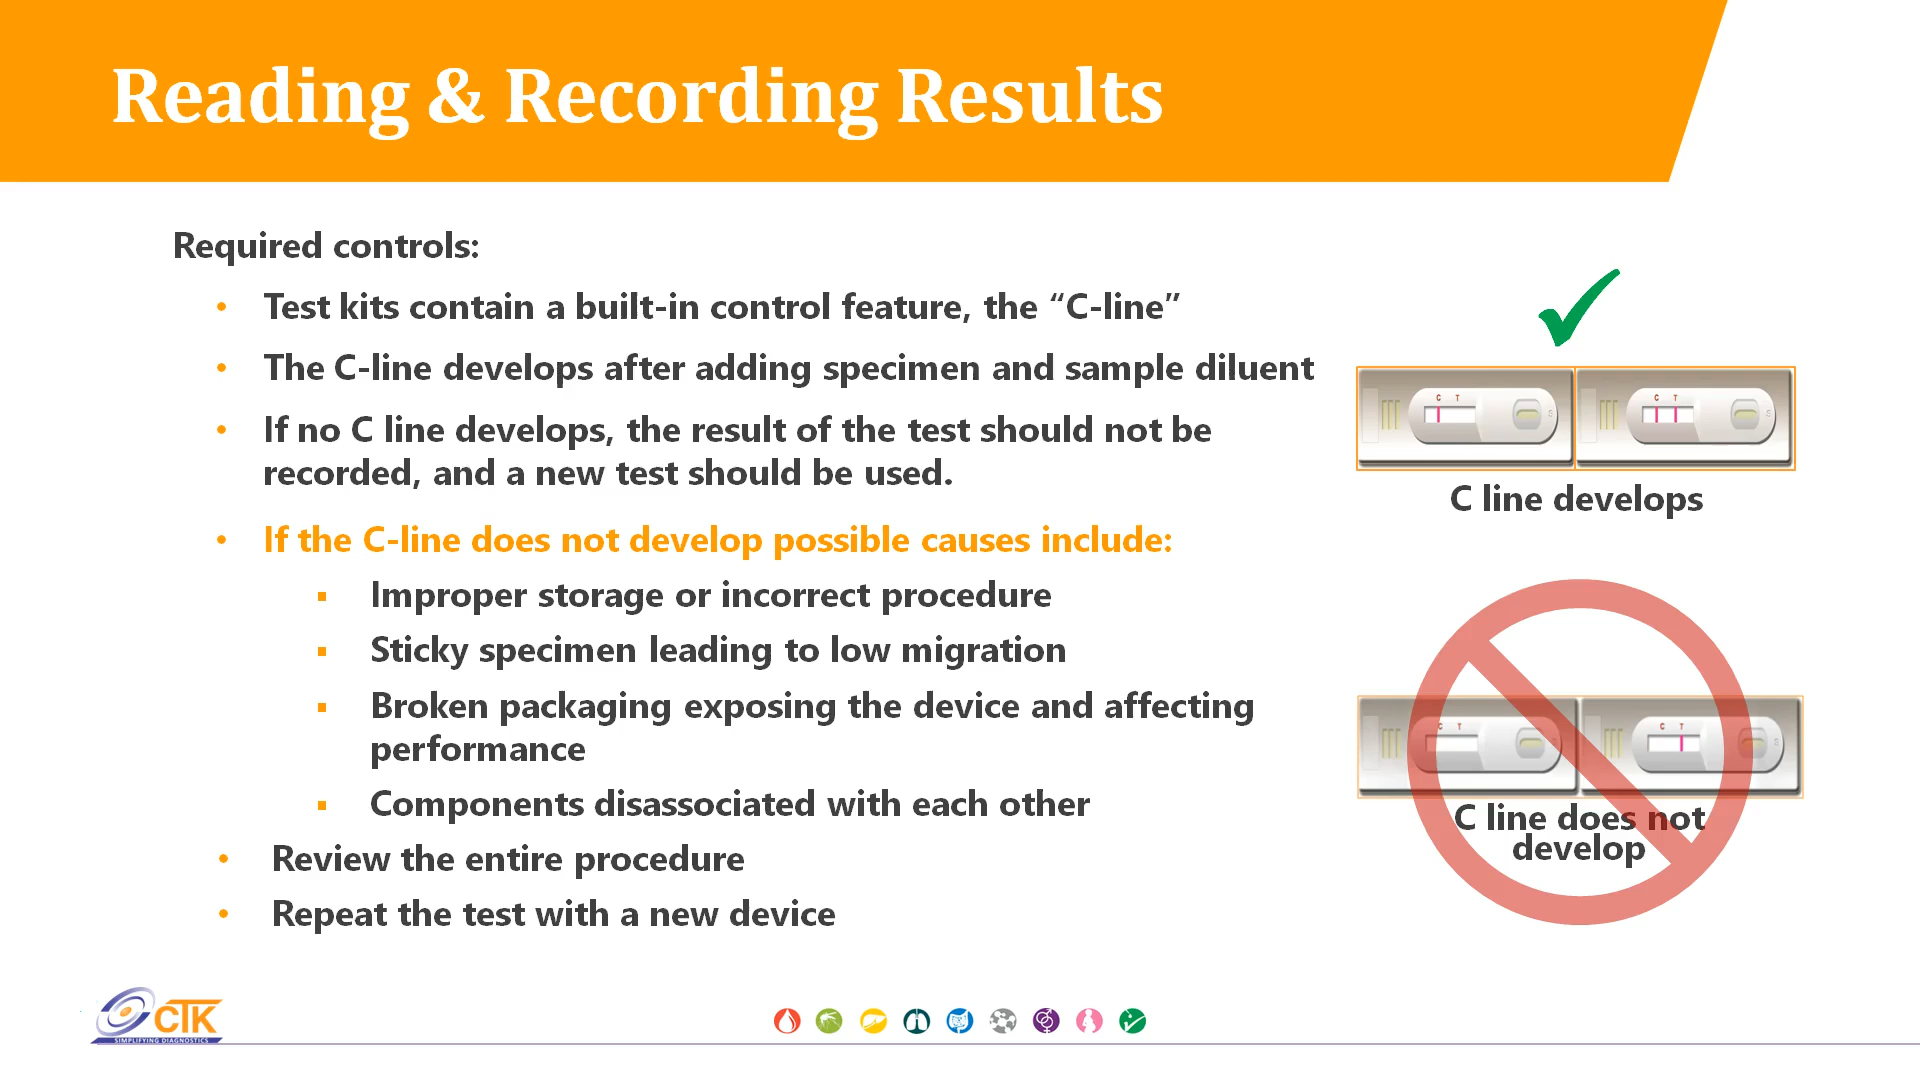 Reading & Recording Results
Required controls:
• Test kits contain a built-in control feature, the “C-line”
• The C-line develops after adding specimen and sample diluent
• If no C line develops, the result of the test should not be
recorded, and a new test should be used.
• If the C-line does not develop possible causes include:
▪ Improper storage or incorrect procedure
▪ Sticky specimen leading to low migration
▪ Broken packaging exposing the device and affecting
performance
▪ Components disassociated with each other
• Review the entire procedure
• Repeat the test with a new device
C T S
C T S
C line develops
C T
C T S
C line does not
develop
CTK
SIMPLIFYING DIAGNOSTICS